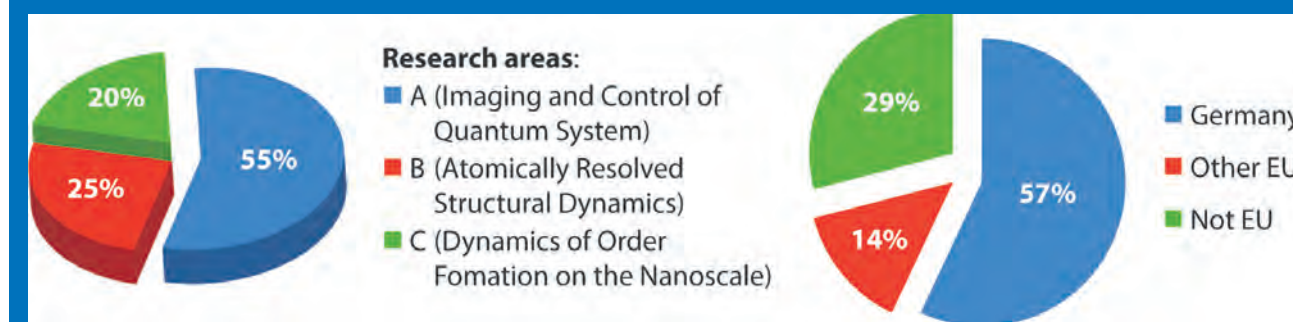 20%
55%
25%
Research areas:
A (Imaging and Control of
Quantum System)
B (Atomically Resolved
Structural Dynamics)
C (Dynamics of Order
Fomation on the Nanoscale)
29%
57%
14%
Germany
Other EU
Not EU